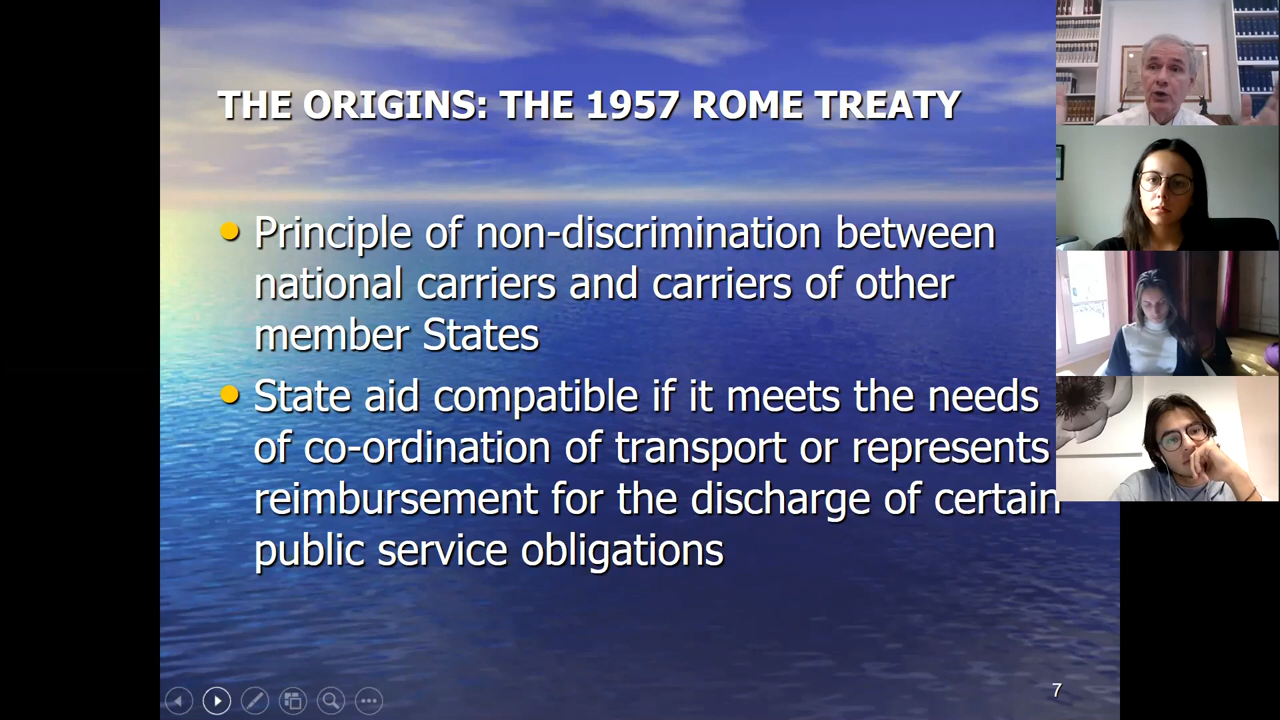 THE ORIGINS: THE 1957 ROME TREATY
Principle of non-discrimination between
national carriers and carriers of other
member States
State aid compatible if it meets the needs
of co-ordination of transport or represents
reimbursement for the discharge of certain
public service obligations
7